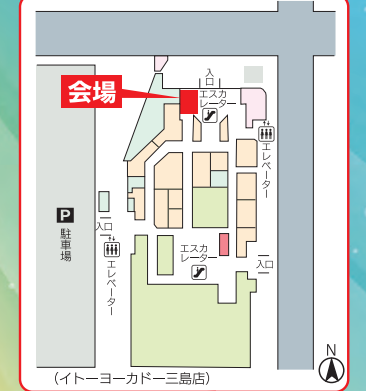 入口
会場
エスカ
レーター
エレベーター
P
駐車場
入口
エレベーター
エスカ
レーター
入口
N
(イトーヨーカドー三島店)